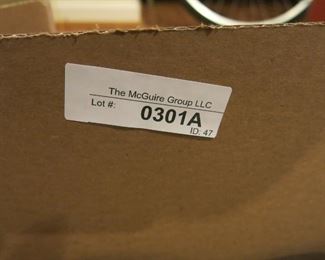 The McGuire Group LLC
Lot #: 0301A
ID: 47